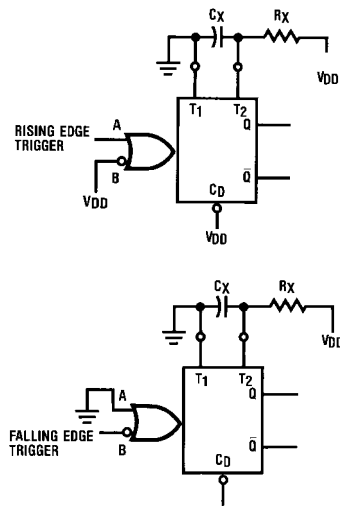 CX RX
VDD
T1 T2
RISING EDGE
TRIGGER
A
B
VDD
Q
Q̅
CD
VDD
CX RX
VDD
T1 T2
A
FALLING EDGE
TRIGGER
B
Q
Q̅
CD